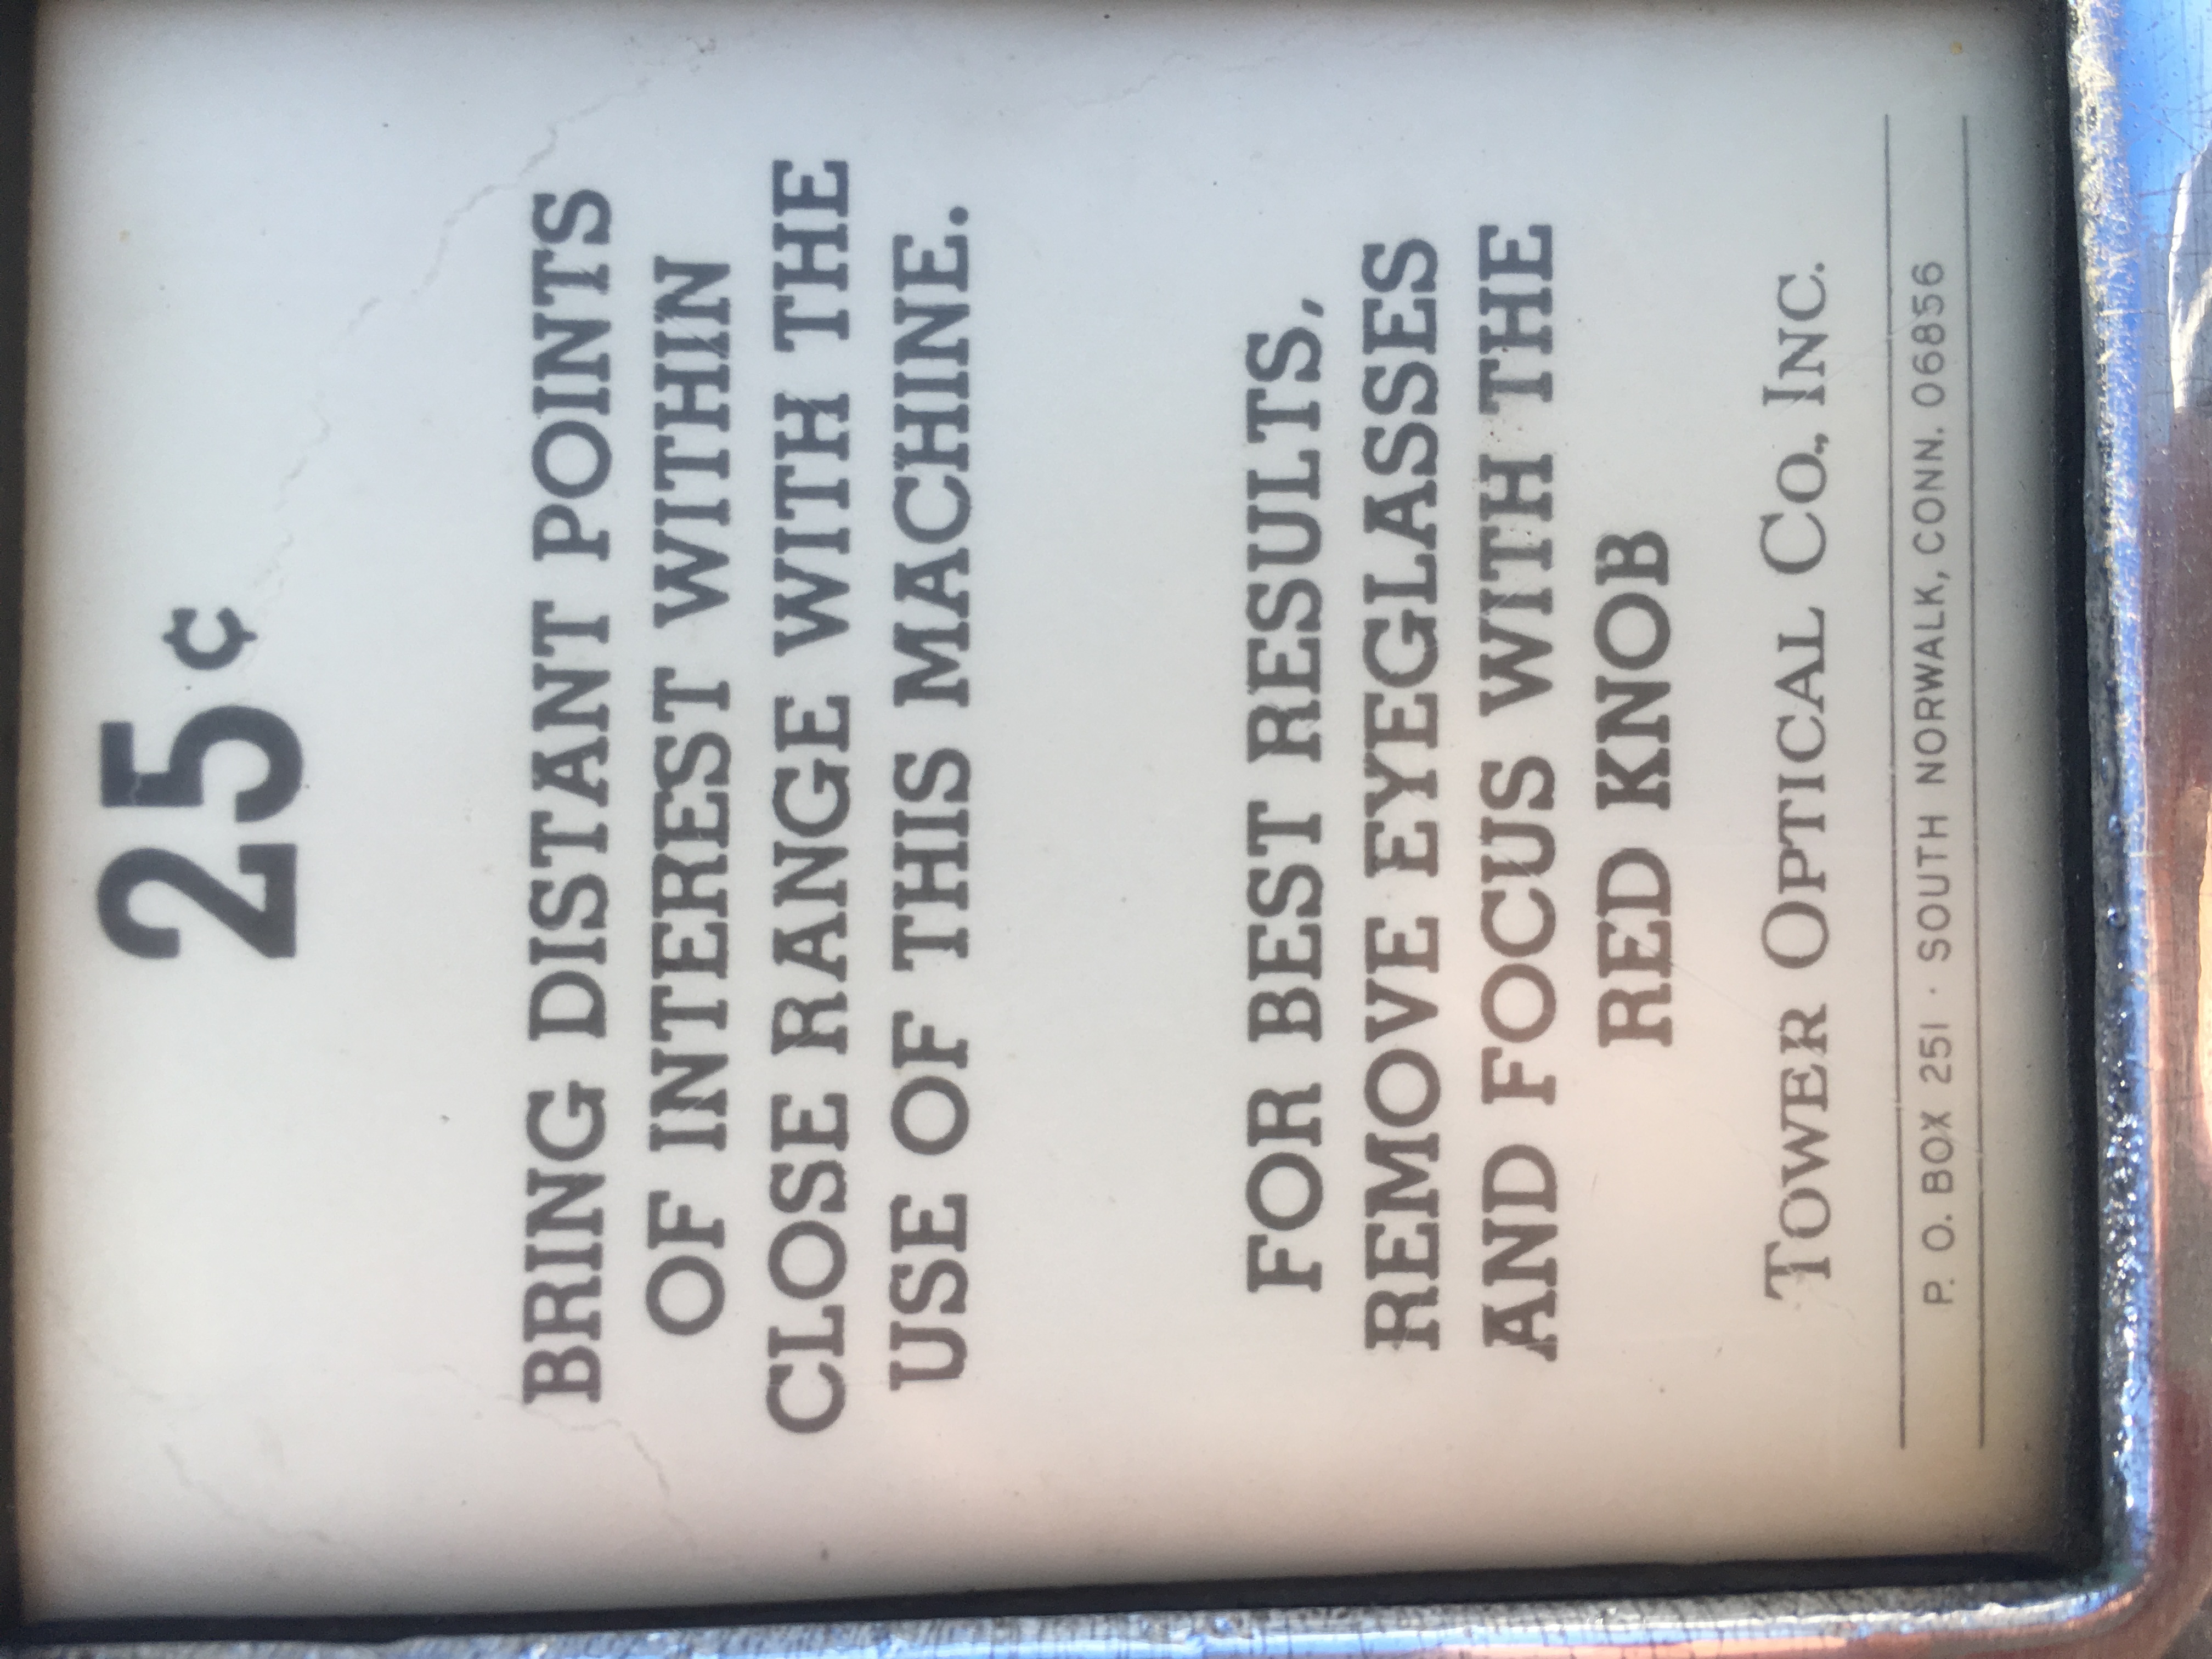 25¢
BRING DISTANT POINTS
OF INTEREST WITHIN
CLOSE RANGE WITH THE
USE OF THIS MACHINE.
FOR BEST RESULTS,
REMOVE EYEGLASSES
AND FOCUS WITH THE
RED KNOB
TOWER OPTICAL CO., INC.
P. O. BOX 251 · SOUTH NORWALK, CONN. 06856